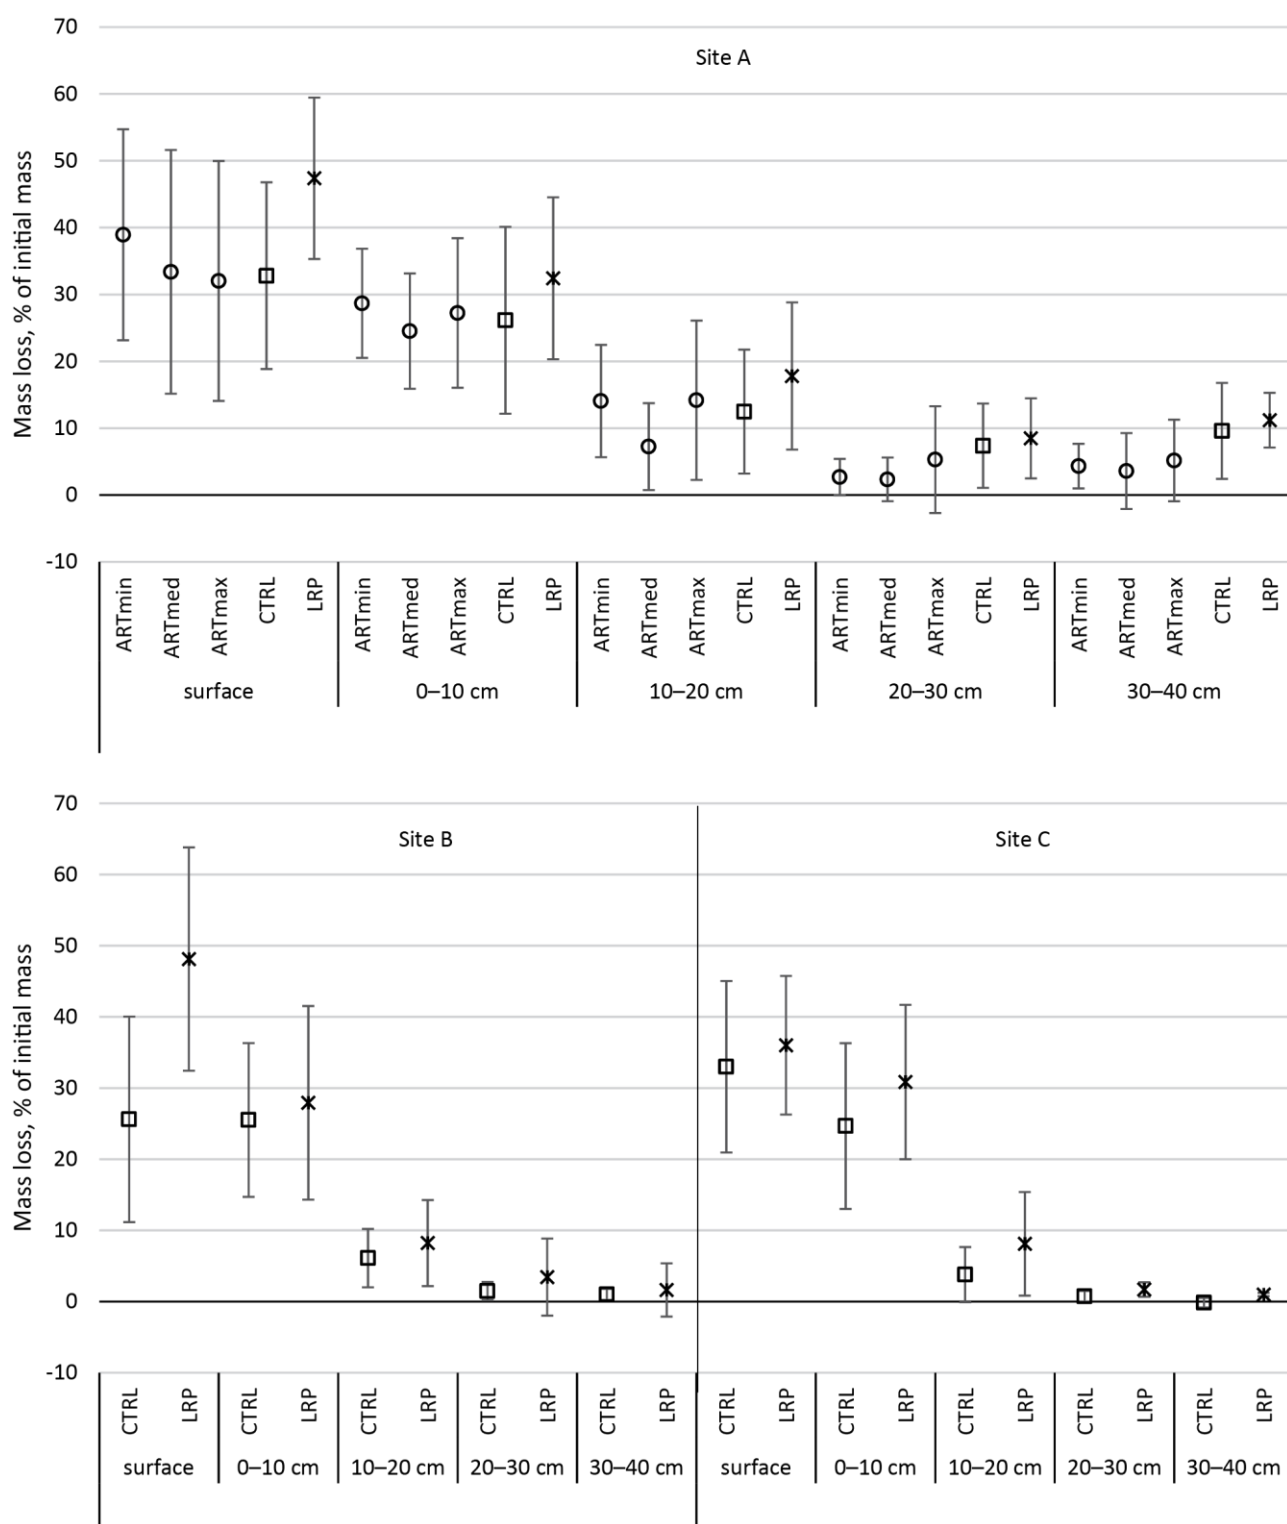 70
Site A
60
50
40
30
20
10
0
-10
Mass loss, % of initial mass
ARTmin ARTmed ARTmax CTRL LRP ARTmin ARTmed ARTmax CTRL LRP ARTmin ARTmed ARTmax CTRL LRP ARTmin ARTmed ARTmax CTRL LRP ARTmin ARTmed ARTmax CTRL LRP
surface 0–10 cm 10–20 cm 20–30 cm 30–40 cm
70
Site B Site C
60
50
40
30
20
10
0
-10
Mass loss, % of initial mass
CTRL LRP CTRL LRP CTRL LRP CTRL LRP CTRL LRP CTRL LRP CTRL LRP CTRL LRP CTRL LRP CTRL LRP
surface 0–10 cm 10–20 cm 20–30 cm 30–40 cm surface 0–10 cm 10–20 cm 20–30 cm 30–40 cm